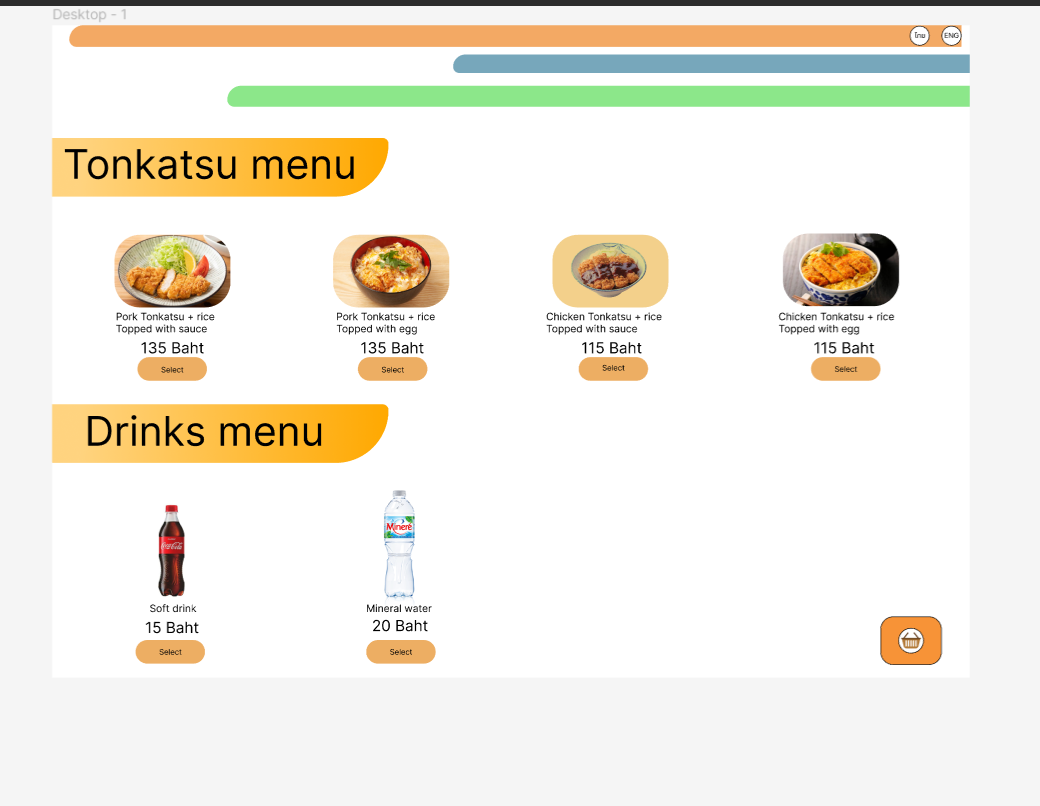 Desktop - 1
ไทย
ENG
Tonkatsu menu
Pork Tonkatsu + rice
Topped with sauce
135 Baht
Select
Pork Tonkatsu + rice
Topped with egg
135 Baht
Select
Chicken Tonkatsu + rice
Topped with sauce
115 Baht
Select
Chicken Tonkatsu + rice
Topped with egg
115 Baht
Select
Drinks menu
Coca-Cola
Soft drink
15 Baht
Select
Minere
Mineral water
20 Baht
Select